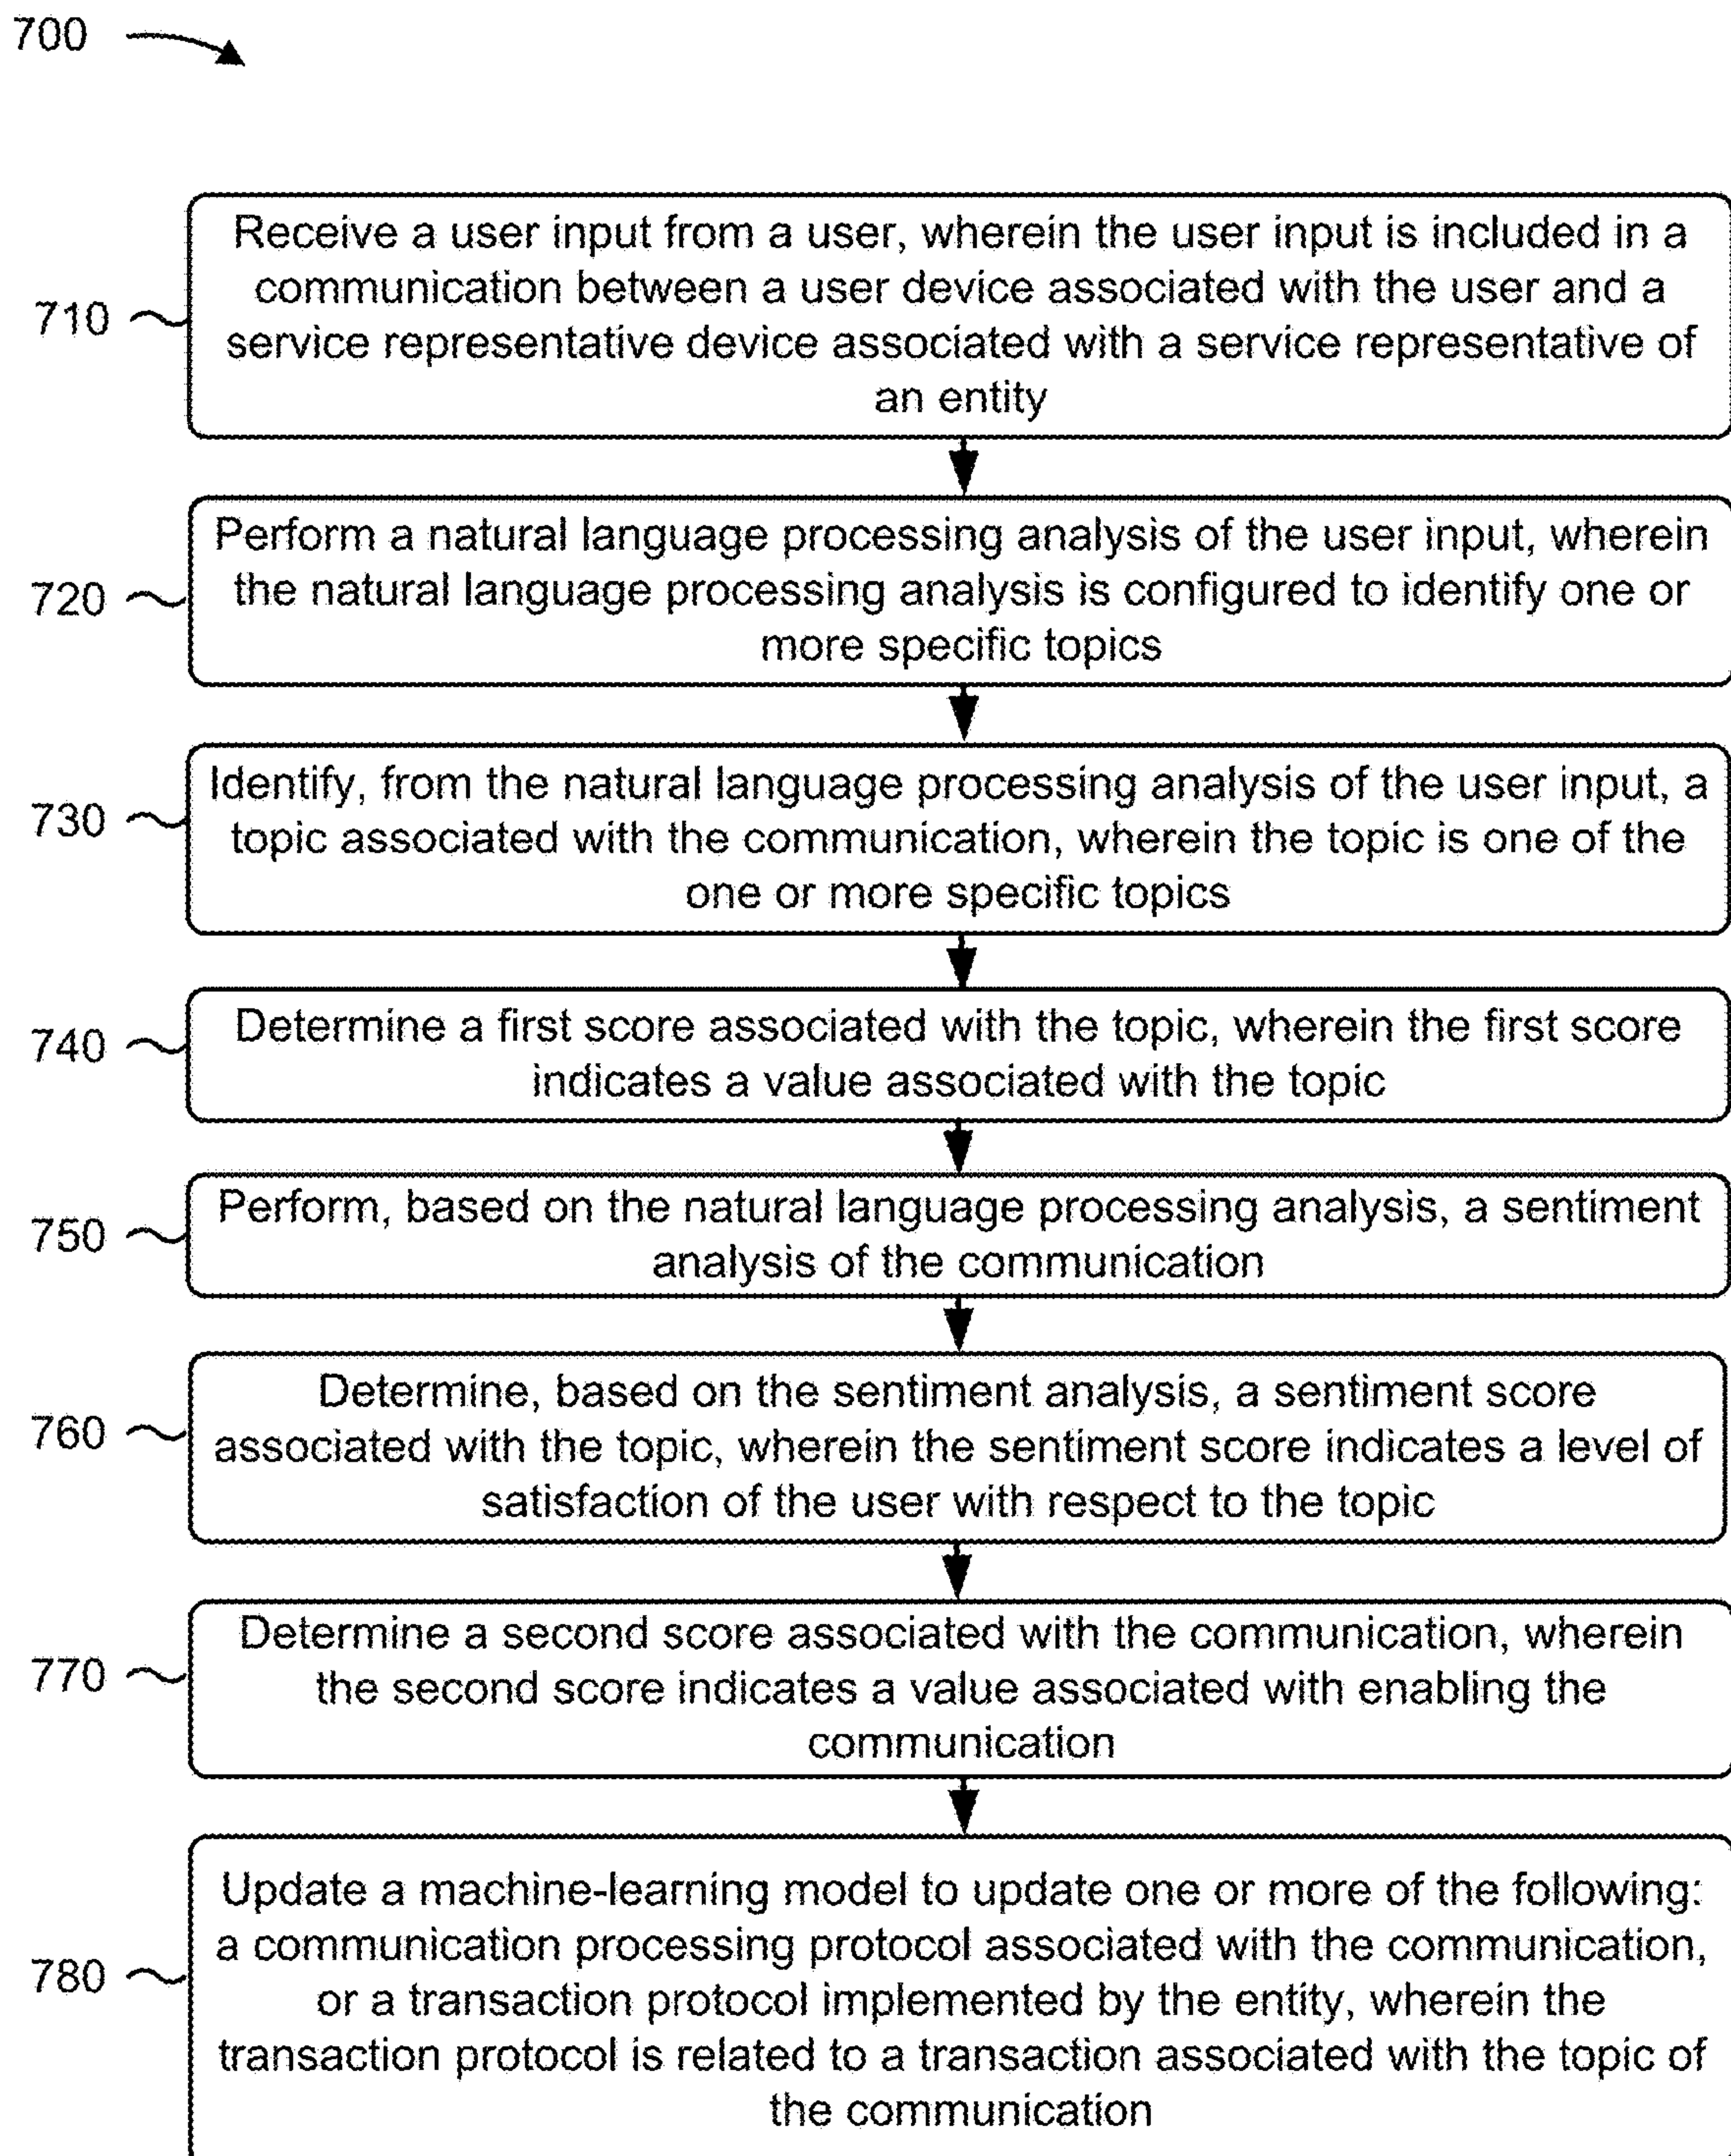 700
Receive a user input from a user, wherein the user input is included in a
communication between a user device associated with the user and a
710
service representative device associated with a service representative of
an entity
Perform a natural language processing analysis of the user input, wherein
720
the natural language processing analysis is configured to identify one or
more specific topics
Identify, from the natural language processing analysis of the user input, a
730
topic associated with the communication, wherein the topic is one of the
one or more specific topics
740
Determine a first score associated with the topic, wherein the first score
indicates a value associated with the topic
750
Perform, based on the natural language processing analysis, a sentiment
analysis of the communication
Determine, based on the sentiment analysis, a sentiment score
760
associated with the topic, wherein the sentiment score indicates a level of
satisfaction of the user with respect to the topic
Determine a second score associated with the communication, wherein
770
the second score indicates a value associated with enabling the
communication
Update a machine-learning model to update one or more of the following:
a communication processing protocol associated with the communication,
780
or a transaction protocol implemented by the entity, wherein the
transaction protocol is related to a transaction associated with the topic of
the communication